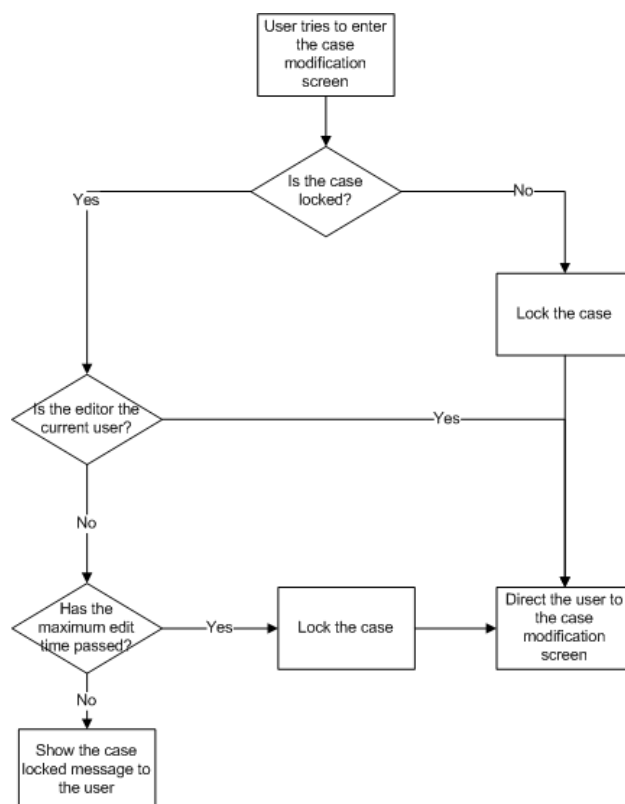 User tries to enter
the case
modification
screen
Is the case
locked?
Yes
No
Lock the case
Is the editor the
current user?
Yes
No
Has the
maximum edit
time passed?
Yes
Lock the case
Direct the user to
the case
modification
screen
No
Show the case
locked message to
the user